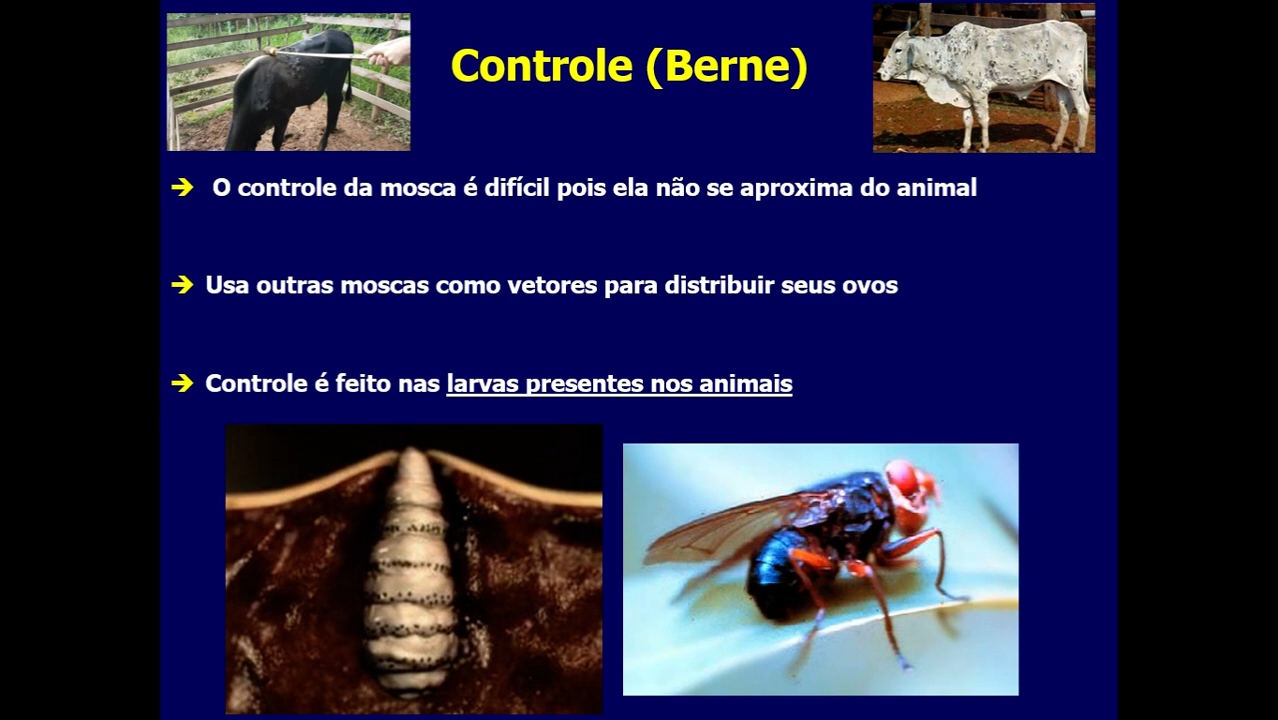 Controle (Berne)
➔ O controle da mosca é difícil pois ela não se aproxima do animal
➔ Usa outras moscas como vetores para distribuir seus ovos
➔ Controle é feito nas larvas presentes nos animais